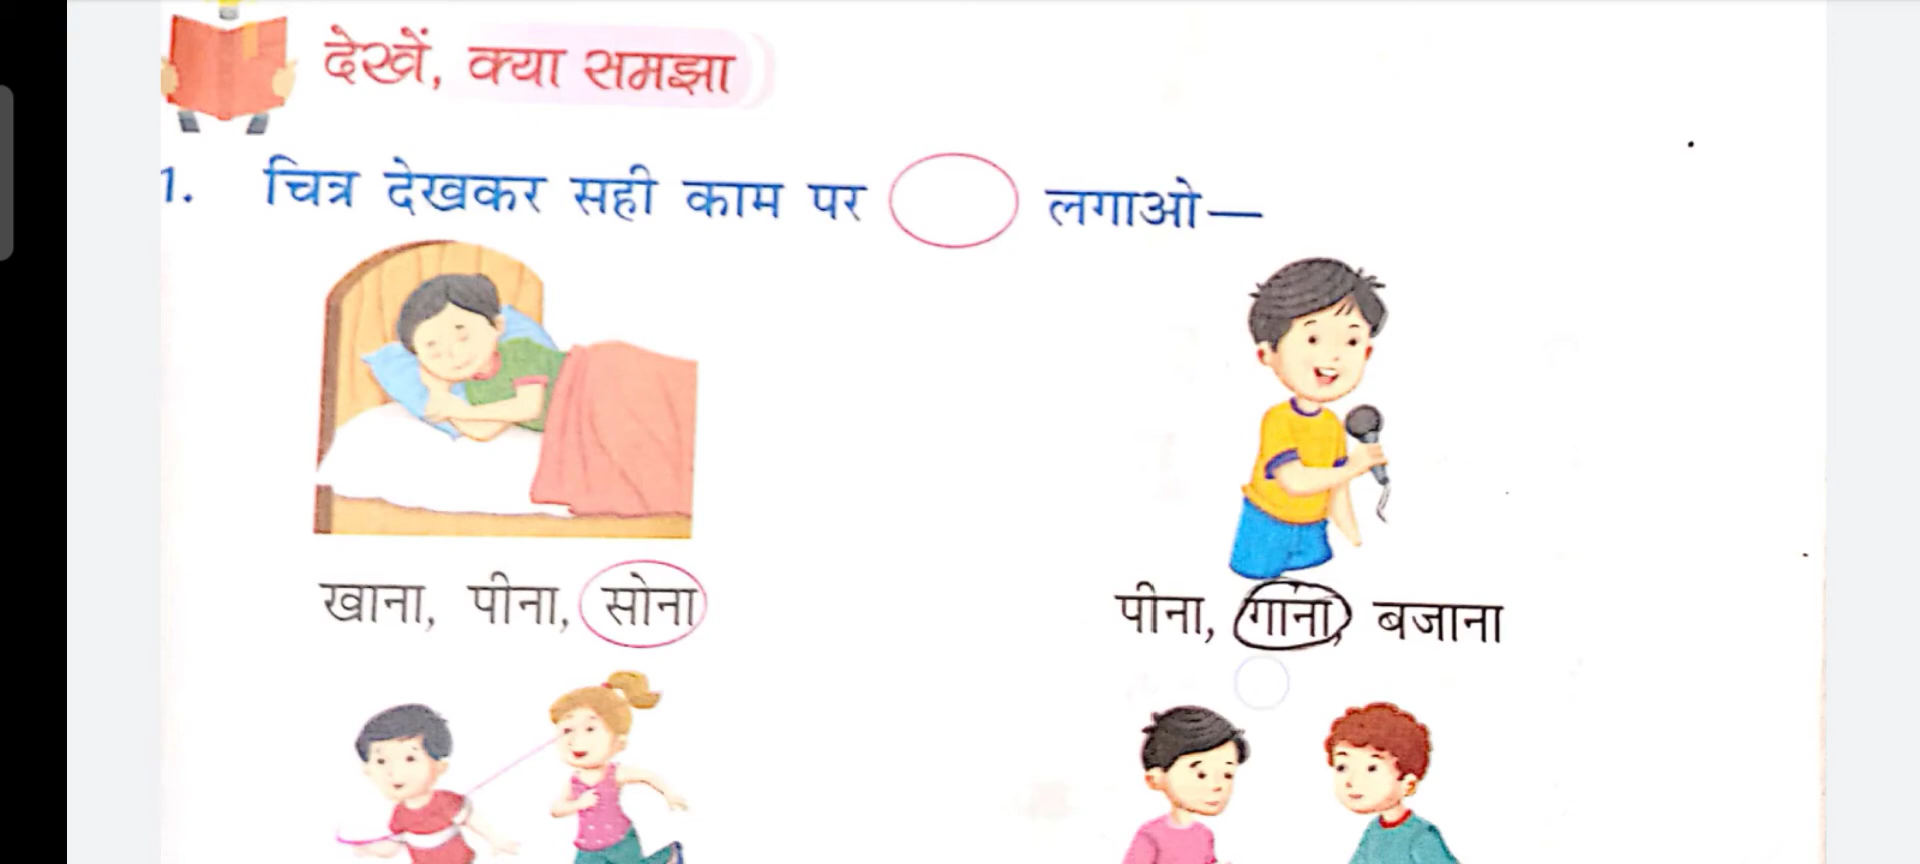 देखें, क्या समझा
1. चित्र देखकर सही काम पर लगाओ—
खाना, पीना, सोना
पीना, गाना, बजाना